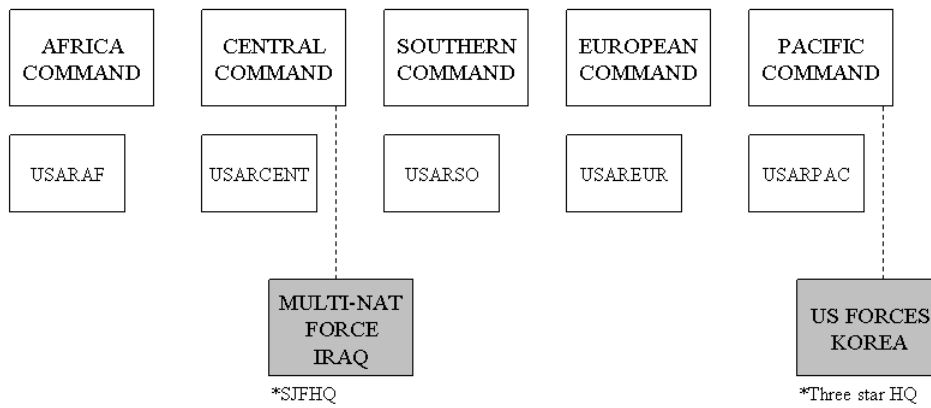 AFRICA
COMMAND
CENTRAL
COMMAND
SOUTHERN
COMMAND
EUROPEAN
COMMAND
PACIFIC
COMMAND
USARAF
USARCENT
USARSO
USAREUR
USARPAC
MULTI-NAT
FORCE
IRAQ
*SJFHQ
US FORCES
KOREA
*Three star HQ